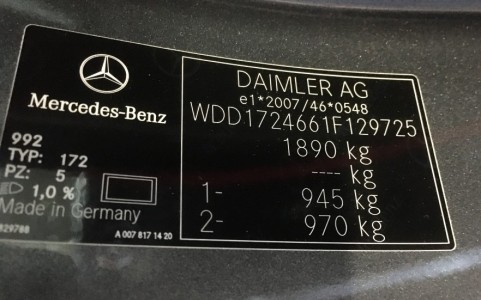 Mercedes-Benz
992
TYP: 172
PZ: 5
1,0 %
Made in Germany
A 007 817 14 20
DAIMLER AG
e1*2007/46*0548
WDD1724661F129725
1890 kg
---- kg
1- 945 kg
2- 970 kg